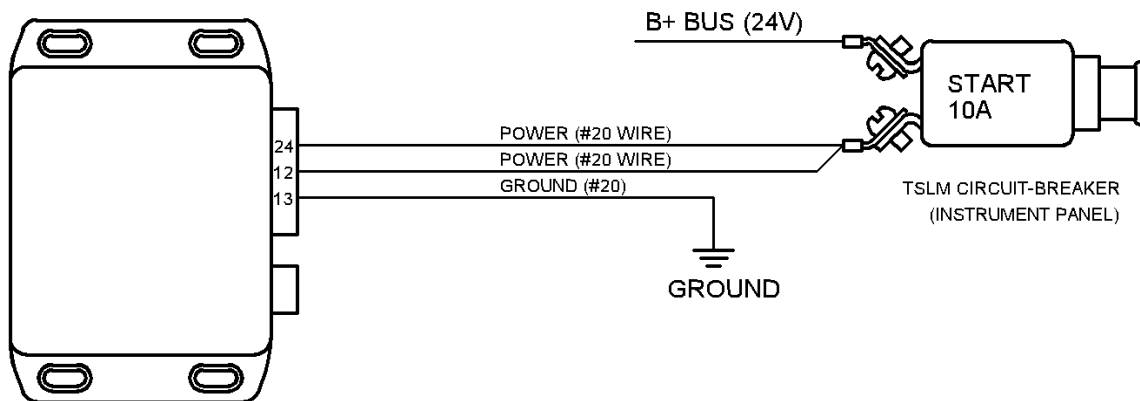 B+ BUS (24V)
START
10A
24
POWER (#20 WIRE)
12
POWER (#20 WIRE)
13
GROUND (#20)
TSLM CIRCUIT-BREAKER
(INSTRUMENT PANEL)
GROUND